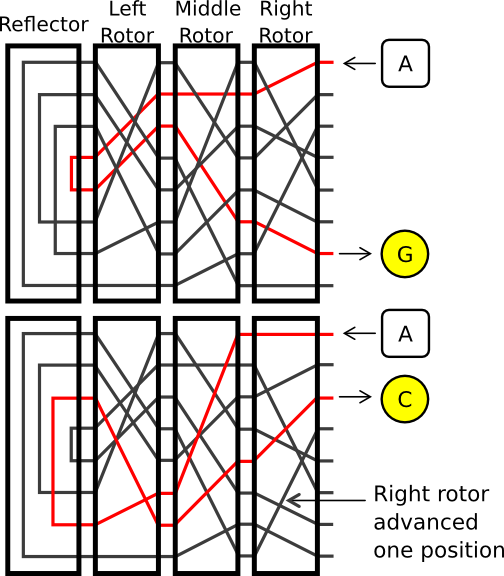 Reflector
Left
Rotor
Middle
Rotor
Right
Rotor
A
G
A
C
Right rotor
advanced
one position